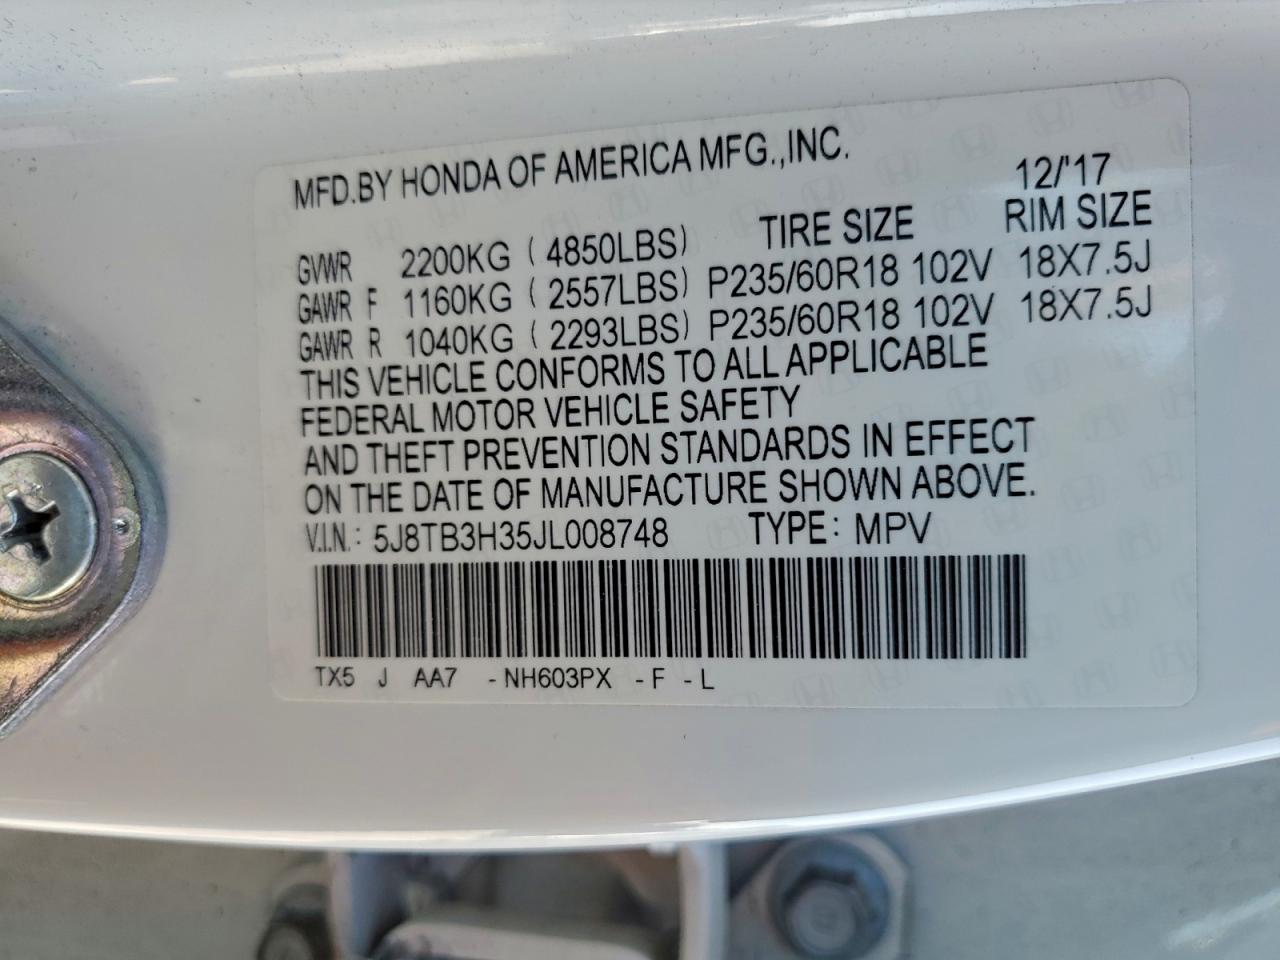 MFD.BY HONDA OF AMERICA MFG.,INC. 12/'17
GVWR 2200KG (4850LBS) TIRE SIZE RIM SIZE
GAWR F 1160KG (2557LBS) P235/60R18 102V 18X7.5J
GAWR R 1040KG (2293LBS) P235/60R18 102V 18X7.5J
THIS VEHICLE CONFORMS TO ALL APPLICABLE
FEDERAL MOTOR VEHICLE SAFETY
AND THEFT PREVENTION STANDARDS IN EFFECT
ON THE DATE OF MANUFACTURE SHOWN ABOVE.
V.I.N.: 5J8TB3H35JL008748 TYPE: MPV
TX5 J AA7 -NH603PX -F -L